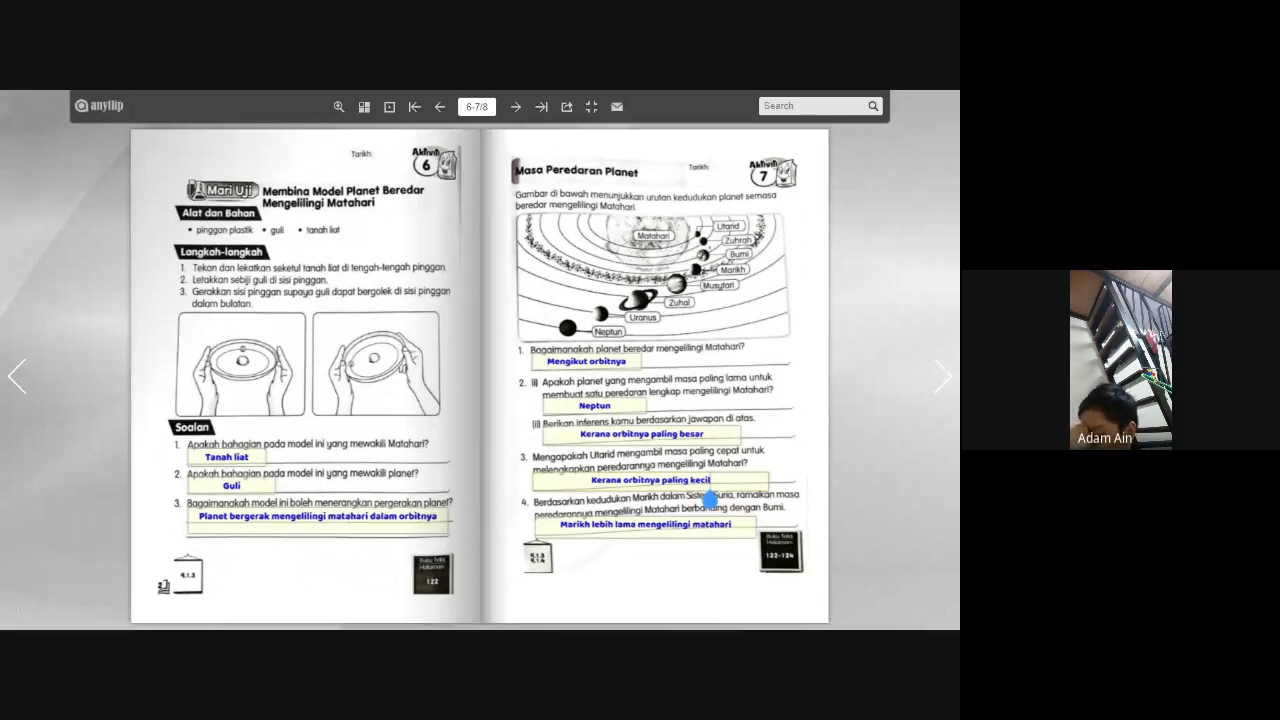 anyflip
6-7/8
Search
Tarikh:
Aktiviti
6
Mari Uji
Membina Model Planet Beredar
Mengelilingi Matahari
Alat dan Bahan
• pinggan plastik • guli • tanah liat
Langkah-langkah
1. Tekan dan lekatkan seketul tanah liat di tengah-tengah pinggan.
2. Letakkan sebiji guli di sisi pinggan.
3. Gerakkan sisi pinggan supaya guli dapat bergolek di sisi pinggan
dalam bulatan.
Soalan
1. Apakah bahagian pada model ini yang mewakili Matahari?
Tanah liat
2. Apakah bahagian pada model ini yang mewakili planet?
Guli
3. Bagaimanakah model ini boleh menerangkan pergerakan planet?
Planet bergerak mengelilingi matahari dalam orbitnya
9.1.3
Buku Teks
Halaman:
122
Masa Peredaran Planet
Tarikh:
Aktiviti
7
Gambar di bawah menunjukkan urutan kedudukan planet semasa
beredar mengelilingi Matahari.
Matahari
Utarid
Zuhrah
Bumi
Marikh
Musytari
Zuhal
Uranus
Neptun
1. Bagaimanakah planet beredar mengelilingi Matahari?
Mengikut orbitnya
2. (i) Apakah planet yang mengambil masa paling lama untuk
membuat satu peredaran lengkap mengelilingi Matahari?
Neptun
(ii) Berikan inferens kamu berdasarkan jawapan di atas.
Kerana orbitnya paling besar
3. Mengapakah Utarid mengambil masa paling cepat untuk
melengkapkan peredarannya mengelilingi Matahari?
Kerana orbitnya paling kecil
4. Berdasarkan kedudukan Marikh dalam Sistem Suria, ramalkan masa
peredarannya mengelilingi Matahari berbanding dengan Bumi.
Marikh lebih lama mengelilingi matahari
9.1.3
9.1.4
Buku Teks
Halaman:
122-124
Adam Ain